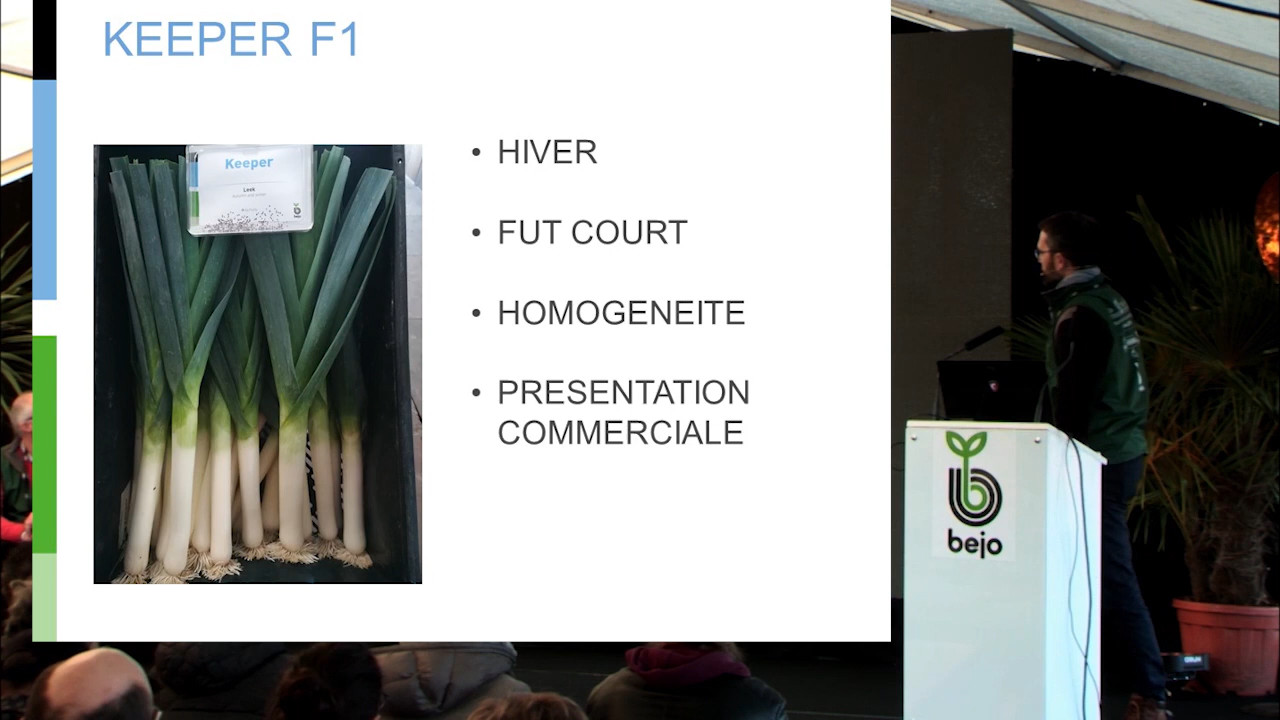 KEEPER F1
Keeper
Leek
• HIVER
• FUT COURT
• HOMOGENEITE
• PRESENTATION
COMMERCIALE
bejo